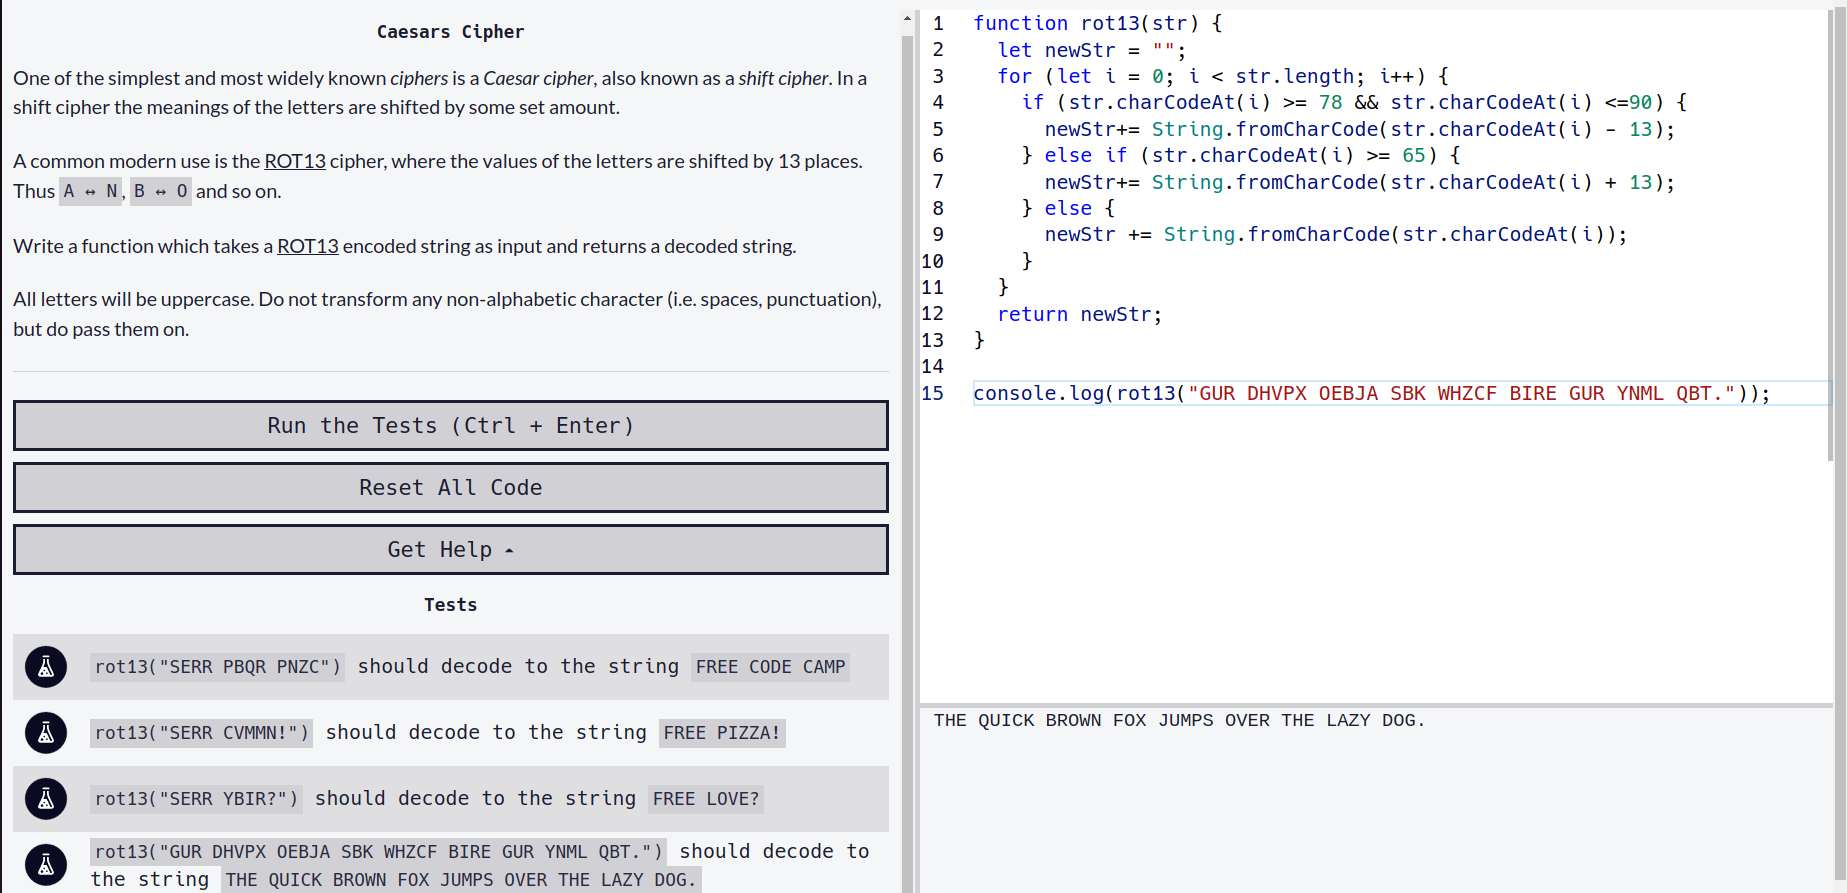 Caesars Cipher
One of the simplest and most widely known ciphers is a Caesar cipher, also known as a shift cipher. In a
shift cipher the meanings of the letters are shifted by some set amount.
A common modern use is the ROT13 cipher, where the values of the letters are shifted by 13 places.
Thus A ↔ N, B ↔ O and so on.
Write a function which takes a ROT13 encoded string as input and returns a decoded string.
All letters will be uppercase. Do not transform any non-alphabetic character (i.e. spaces, punctuation),
but do pass them on.
Run the Tests (Ctrl + Enter)
Reset All Code
Get Help
Tests
rot13("SERR PBQR PNZC") should decode to the string FREE CODE CAMP
rot13("SERR CVMMN!") should decode to the string FREE PIZZA!
rot13("SERR YBIR?") should decode to the string FREE LOVE?
rot13("GUR DHVPX OEBJA SBK WHZCF BIRE GUR YNML QBT.") should decode to
the string THE QUICK BROWN FOX JUMPS OVER THE LAZY DOG.
1 function rot13(str) {
2   let newStr = "";
3   for (let i = 0; i < str.length; i++) {
4     if (str.charCodeAt(i) >= 78 && str.charCodeAt(i) <=90) {
5       newStr+= String.fromCharCode(str.charCodeAt(i) - 13);
6     } else if (str.charCodeAt(i) >= 65) {
7       newStr+= String.fromCharCode(str.charCodeAt(i) + 13);
8     } else {
9       newStr += String.fromCharCode(str.charCodeAt(i));
10     }
11   }
12   return newStr;
13 }
14
15 console.log(rot13("GUR DHVPX OEBJA SBK WHZCF BIRE GUR YNML QBT."));
THE QUICK BROWN FOX JUMPS OVER THE LAZY DOG.